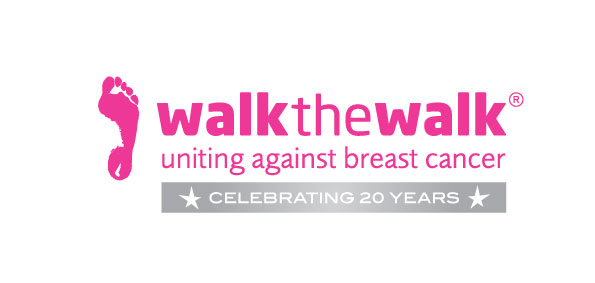 walkthewalk®
uniting against breast cancer
★ CELEBRATING 20 YEARS ★